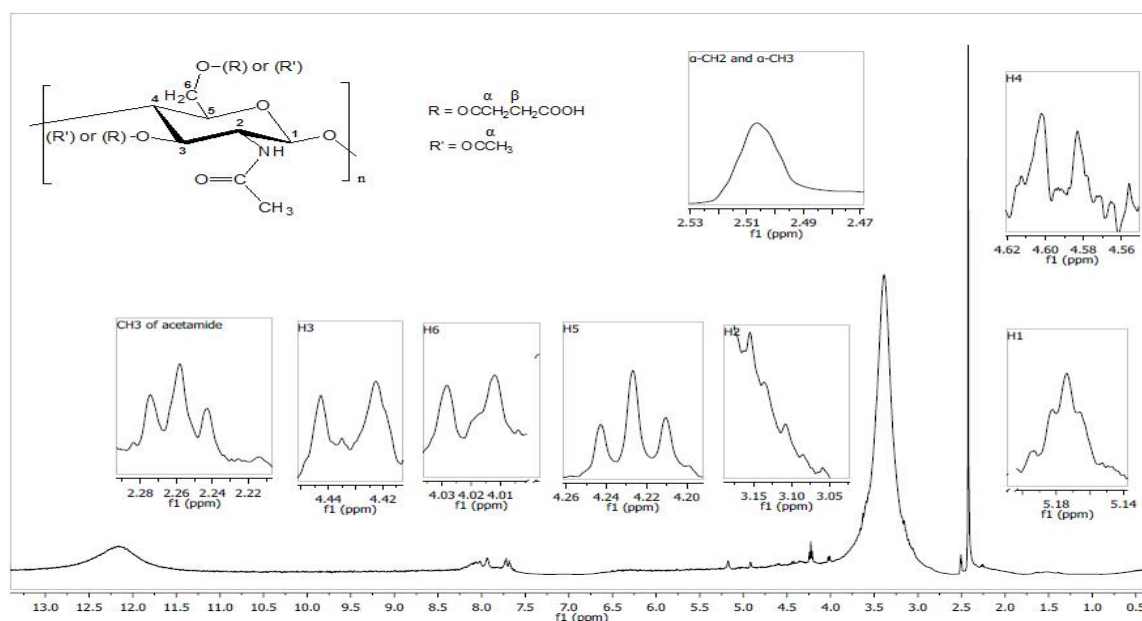 O–(R) or (R')
6
H2C
4
5
O
(R') or (R)-O
3
2
1
O
NH
O=C
CH3
n
α β
R = OCCH2CH2COOH
α
R' = OCCH3
α-CH2 and α-CH3
2.53 2.51 2.49 2.47
f1 (ppm)
H4
4.62 4.60 4.58 4.56
f1 (ppm)
CH3 of acetamide
2.28 2.26 2.24 2.22
f1 (ppm)
H3
4.44 4.42
f1 (ppm)
H6
4.03 4.02 4.01
f1 (ppm)
H5
4.26 4.24 4.22 4.20
f1 (ppm)
H2
3.15 3.10 3.05
f1 (ppm)
H1
5.18 5.14
f1 (ppm)
13.0 12.0 11.0 10.0 9.5 9.0 8.5 8.0 7.5 7.0 6.5 6.0 5.5 5.0 4.5 4.0 3.5 3.0 2.5 2.0 1.5 1.0 0.5
f1 (ppm)